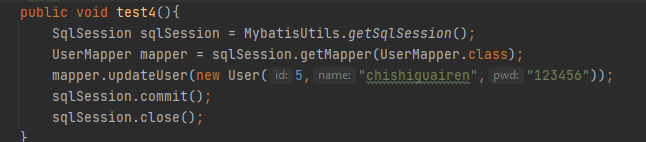 public void test4(){
SqlSession sqlSession = MybatisUtils.getSqlSession();
UserMapper mapper = sqlSession.getMapper(UserMapper.class);
mapper.updateUser(new User( id: 5, name: "chishiguairen", pwd: "123456"));
sqlSession.commit();
sqlSession.close();
}